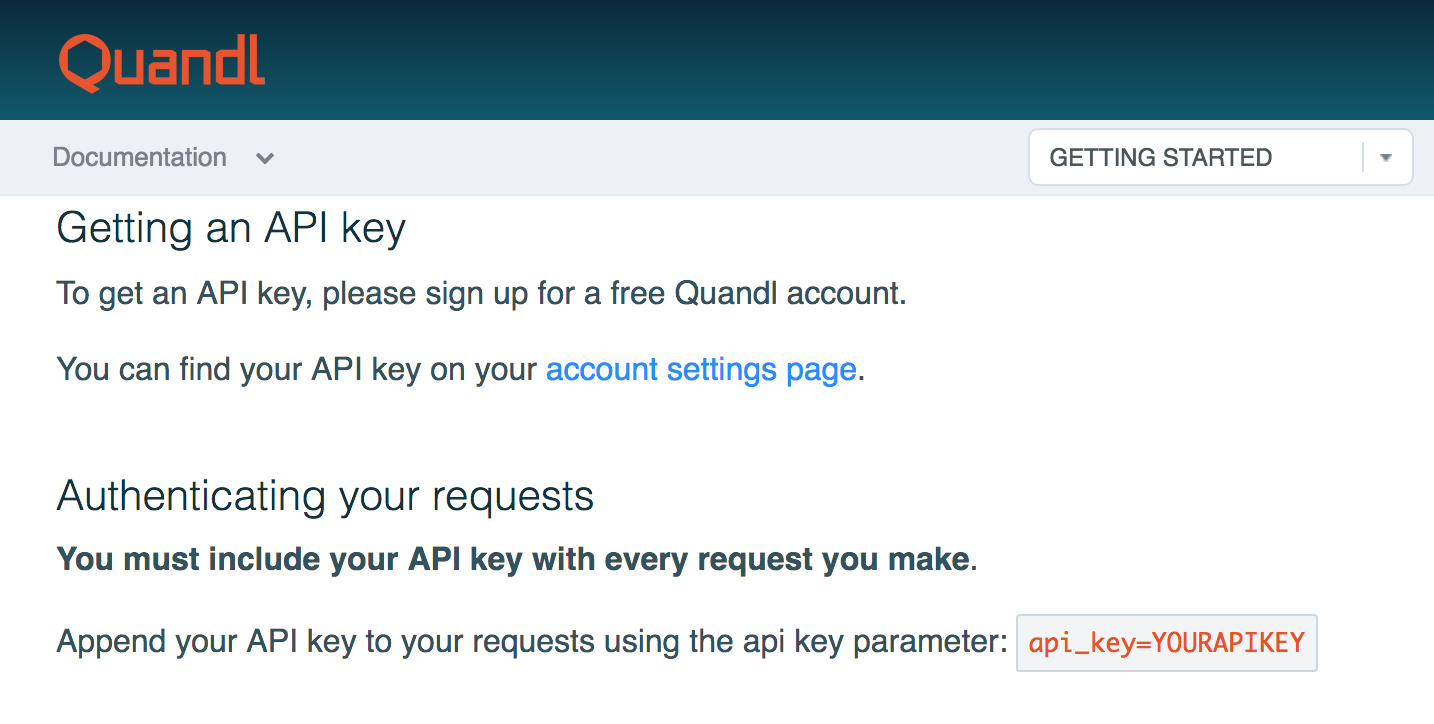 Quandl
Documentation
GETTING STARTED
Getting an API key
To get an API key, please sign up for a free Quandl account.
You can find your API key on your account settings page.
Authenticating your requests
You must include your API key with every request you make.
Append your API key to your requests using the api key parameter: api_key=YOURAPIKEY